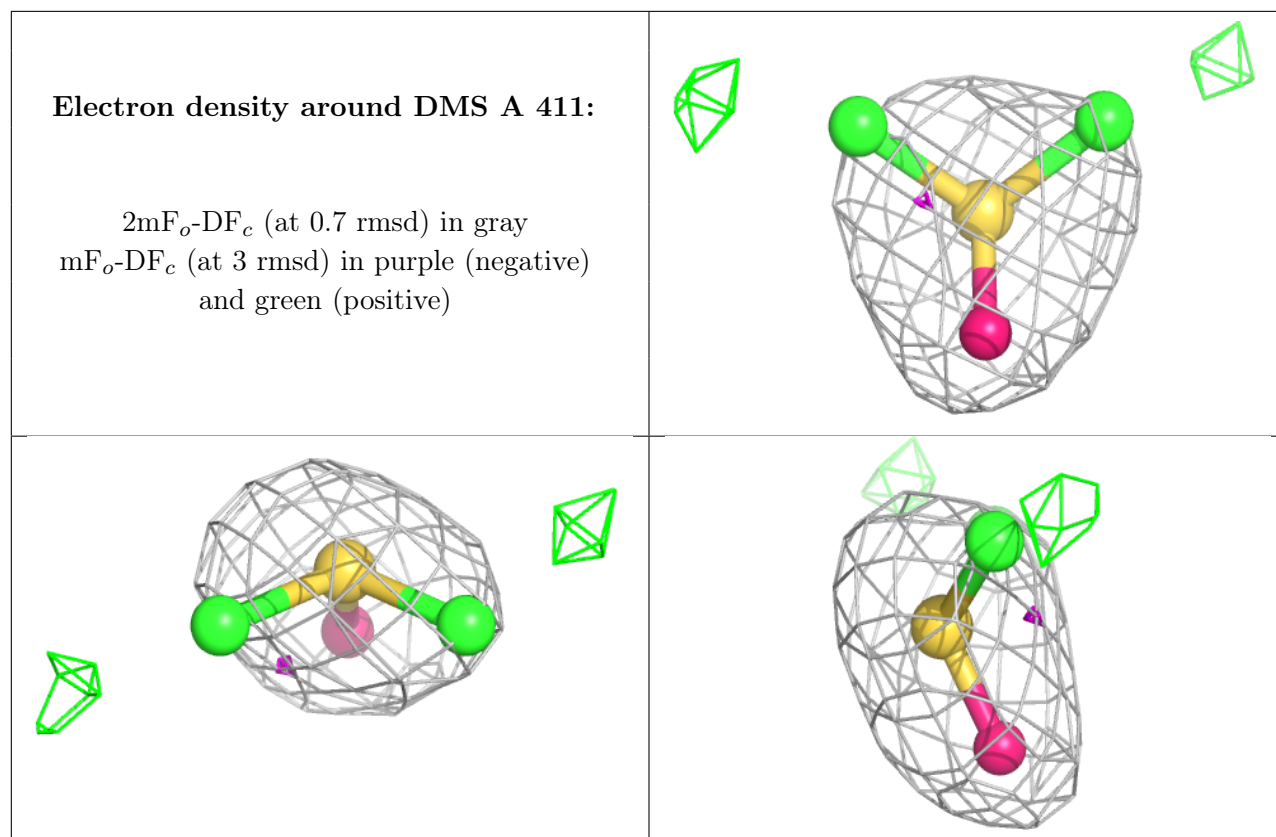 Electron density around DMS A 411:
2mFo-DFc (at 0.7 rmsd) in gray
mFo-DFc (at 3 rmsd) in purple (negative)
and green (positive)